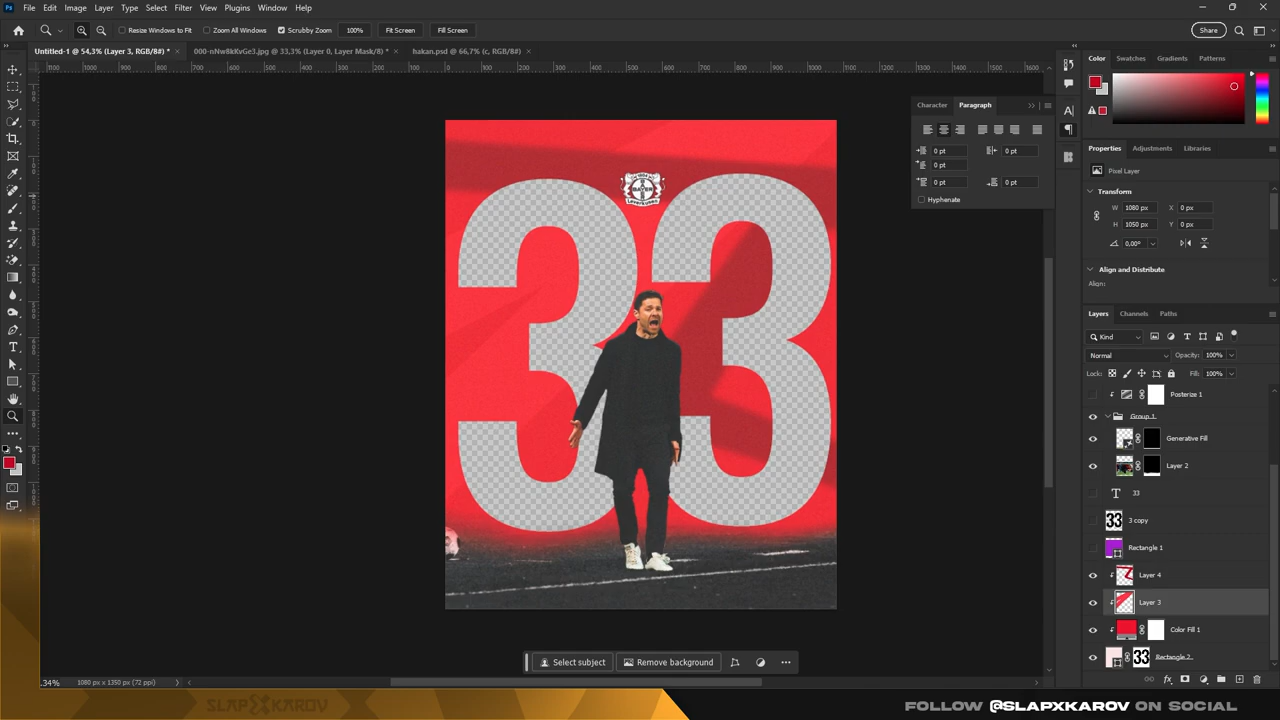 Ps File Edit Image Layer Type Select Filter View Plugins Window Help
Resize Windows to Fit Zoom All Windows Scrubby Zoom 100% Fit Screen Fill Screen Share
Untitled-1 @ 54,3% (Layer 3, RGB/8#) * × 000-nNw8kKvGe3.jpg @ 33,3% (Layer 0, Layer Mask/8) * × hakan.psd @ 66,7% (c, RGB/8#) ×
Color Swatches Gradients Patterns
Character Paragraph
0 pt 0 pt
0 pt
0 pt 0 pt
Hyphenate
Properties Adjustments Libraries
Pixel Layer
Transform
W 1080 px X 0 px
H 1050 px Y 0 px
0,00°
Align and Distribute
Align:
BAYER
Leverkusen
33
Layers Channels Paths
Kind
Normal Opacity: 100%
Lock: Fill: 100%
Posterize 1
Group 1
Generative Fill
Layer 2
T 33
33 3 copy
Rectangle 1
Layer 4
Layer 3
Color Fill 1
33 Rectangle 2
Select subject Remove background
.34% 1080 px x 1350 px (72 ppi)
SLAPXKAROV
FOLLOW @SLAPXKAROV ON SOCIAL